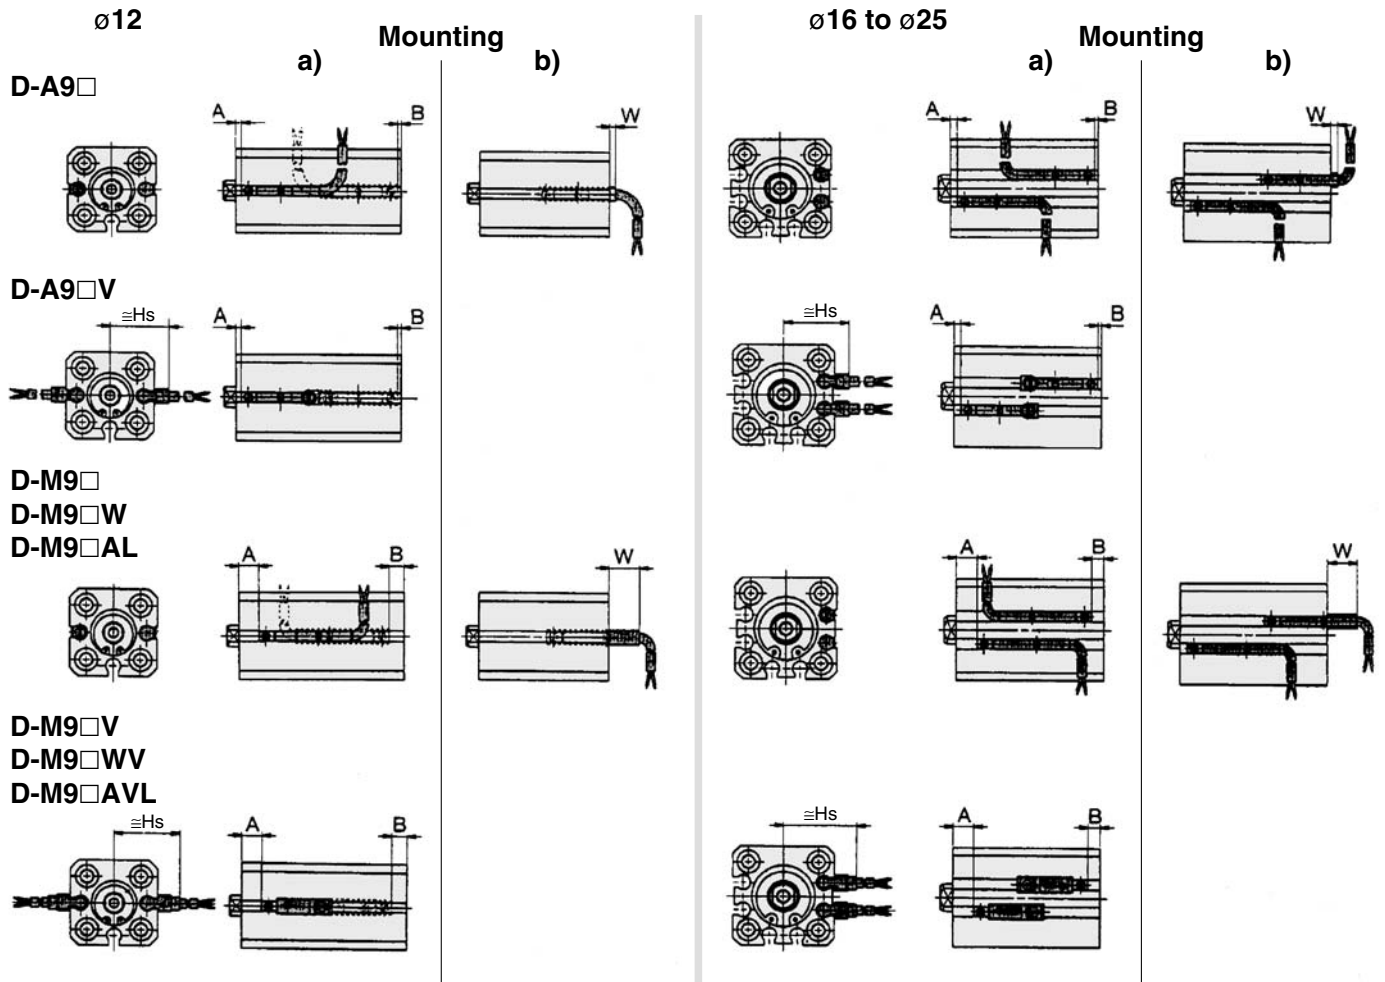 ø12
Mounting
a)
b)
ø16 to ø25
Mounting
a)
b)
D-A9□
A
B
W
A
B
W
D-A9□V
≅Hs
A
B
≅Hs
A
B
D-M9□
D-M9□W
D-M9□AL
A
B
W
A
B
W
D-M9□V
D-M9□WV
D-M9□AVL
≅Hs
A
B
≅Hs
A
B